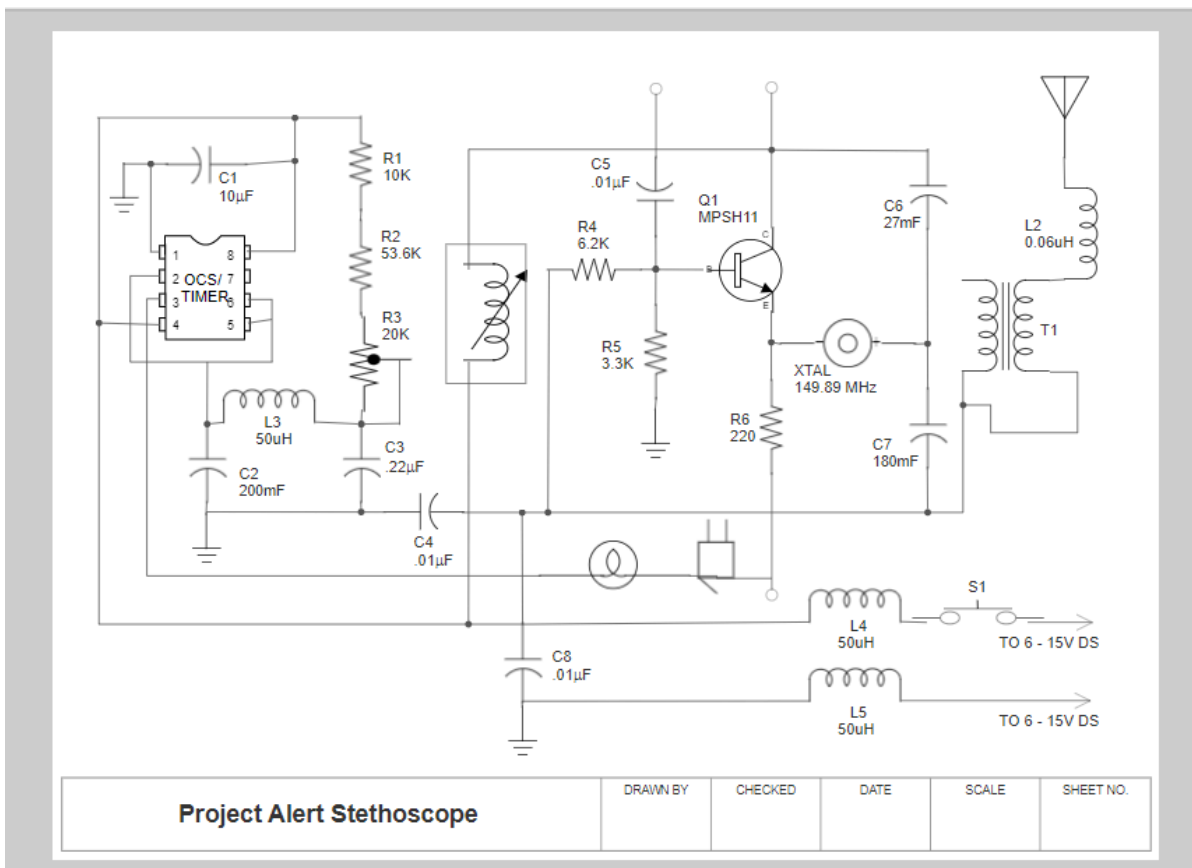 R1
10K
C1
10µF
R2
53.6K
1
8
2
OCS/
7
3
TIMER
6
4
5
R3
20K
L3
50uH
C2
200mF
C3
.22µF
C4
.01µF
C5
.01µF
R4
6.2K
Q1
MPSH11
C
B
E
R5
3.3K
XTAL
149.89 MHz
R6
220
C6
27mF
C7
180mF
L2
0.06uH
T1
S1
L4
50uH
TO 6 - 15V DS
C8
.01µF
L5
50uH
TO 6 - 15V DS
Project Alert Stethoscope
DRAWN BY
CHECKED
DATE
SCALE
SHEET NO.